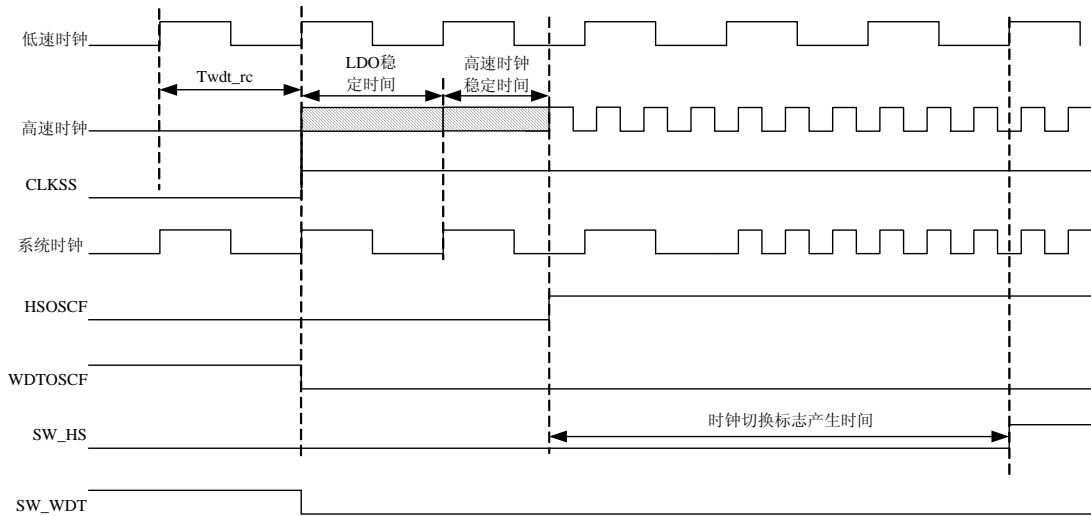 低速时钟
Twdt_rc
LDO稳
定时间
高速时钟
稳定时间
高速时钟
CLKSS
系统时钟
HSOSCF
WDTOSCF
SW_HS
时钟切换标志产生时间
SW_WDT